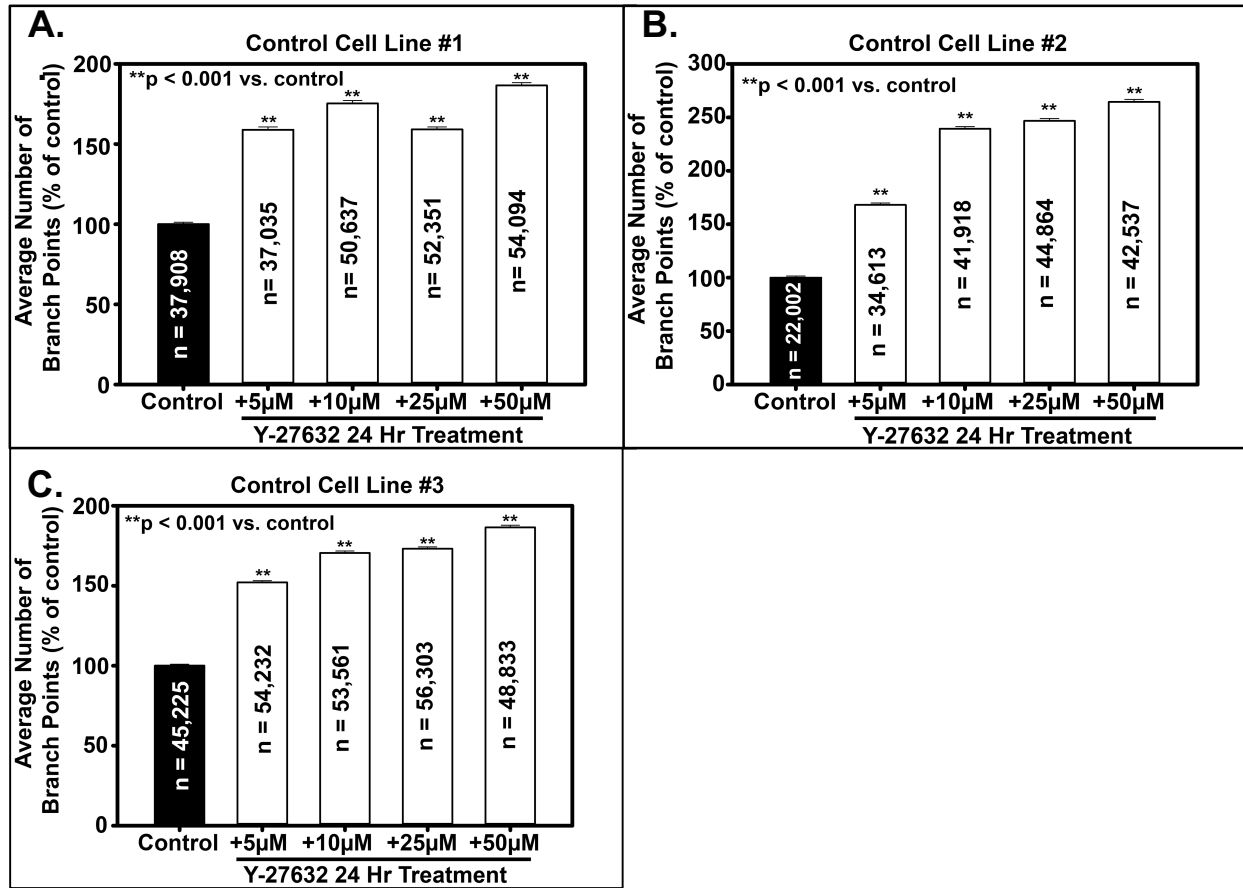 A.
Control Cell Line #1
**p < 0.001 vs. control
Average Number of
Branch Points (% of control)
200
150
100
50
0
**
**
**
**
n = 37,908
n= 37,035
n= 50,637
n= 52,351
n= 54,094
Control +5µM +10µM +25µM +50µM
Y-27632 24 Hr Treatment
B.
Control Cell Line #2
**p < 0.001 vs. control
Average Number of
Branch Points (% of control)
300
250
200
150
100
50
0
**
**
**
**
n = 22,002
n = 34,613
n = 41,918
n = 44,864
n = 42,537
Control +5µM +10µM +25µM +50µM
Y-27632 24 Hr Treatment
C.
Control Cell Line #3
**p < 0.001 vs. control
Average Number of
Branch Points (% of control)
200
150
100
50
0
**
**
**
**
n = 45,225
n = 54,232
n = 53,561
n = 56,303
n = 48,833
Control +5µM +10µM +25µM +50µM
Y-27632 24 Hr Treatment